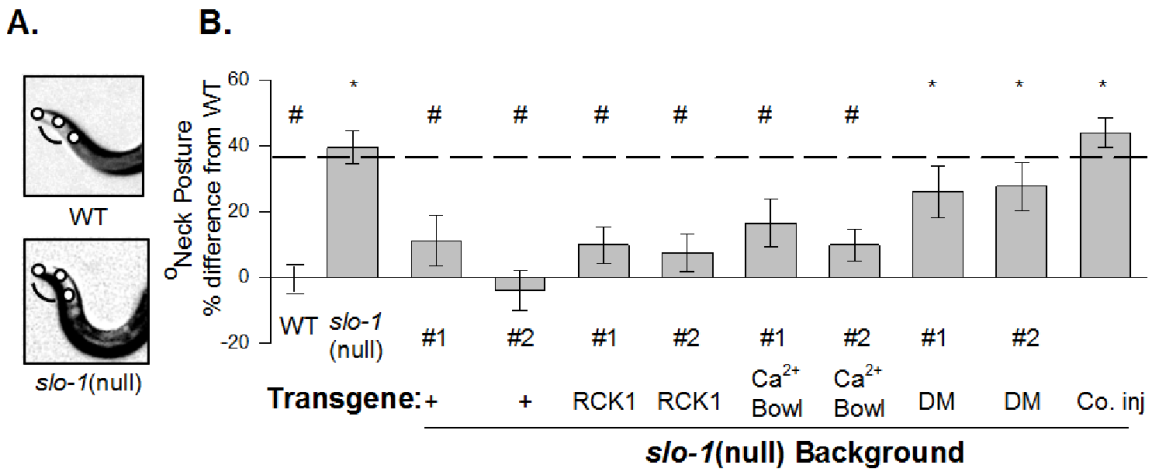 A.
B.
WT
slo-1(null)
°Neck Posture
% difference from WT
60
40
20
0
-20
# * # # # # # # * * *
WT slo-1 (null) #1 #2 #1 #2 #1 #2 #1 #2
Transgene: + + RCK1 RCK1 Ca2+ Bowl Ca2+ Bowl DM DM Co. inj
slo-1(null) Background